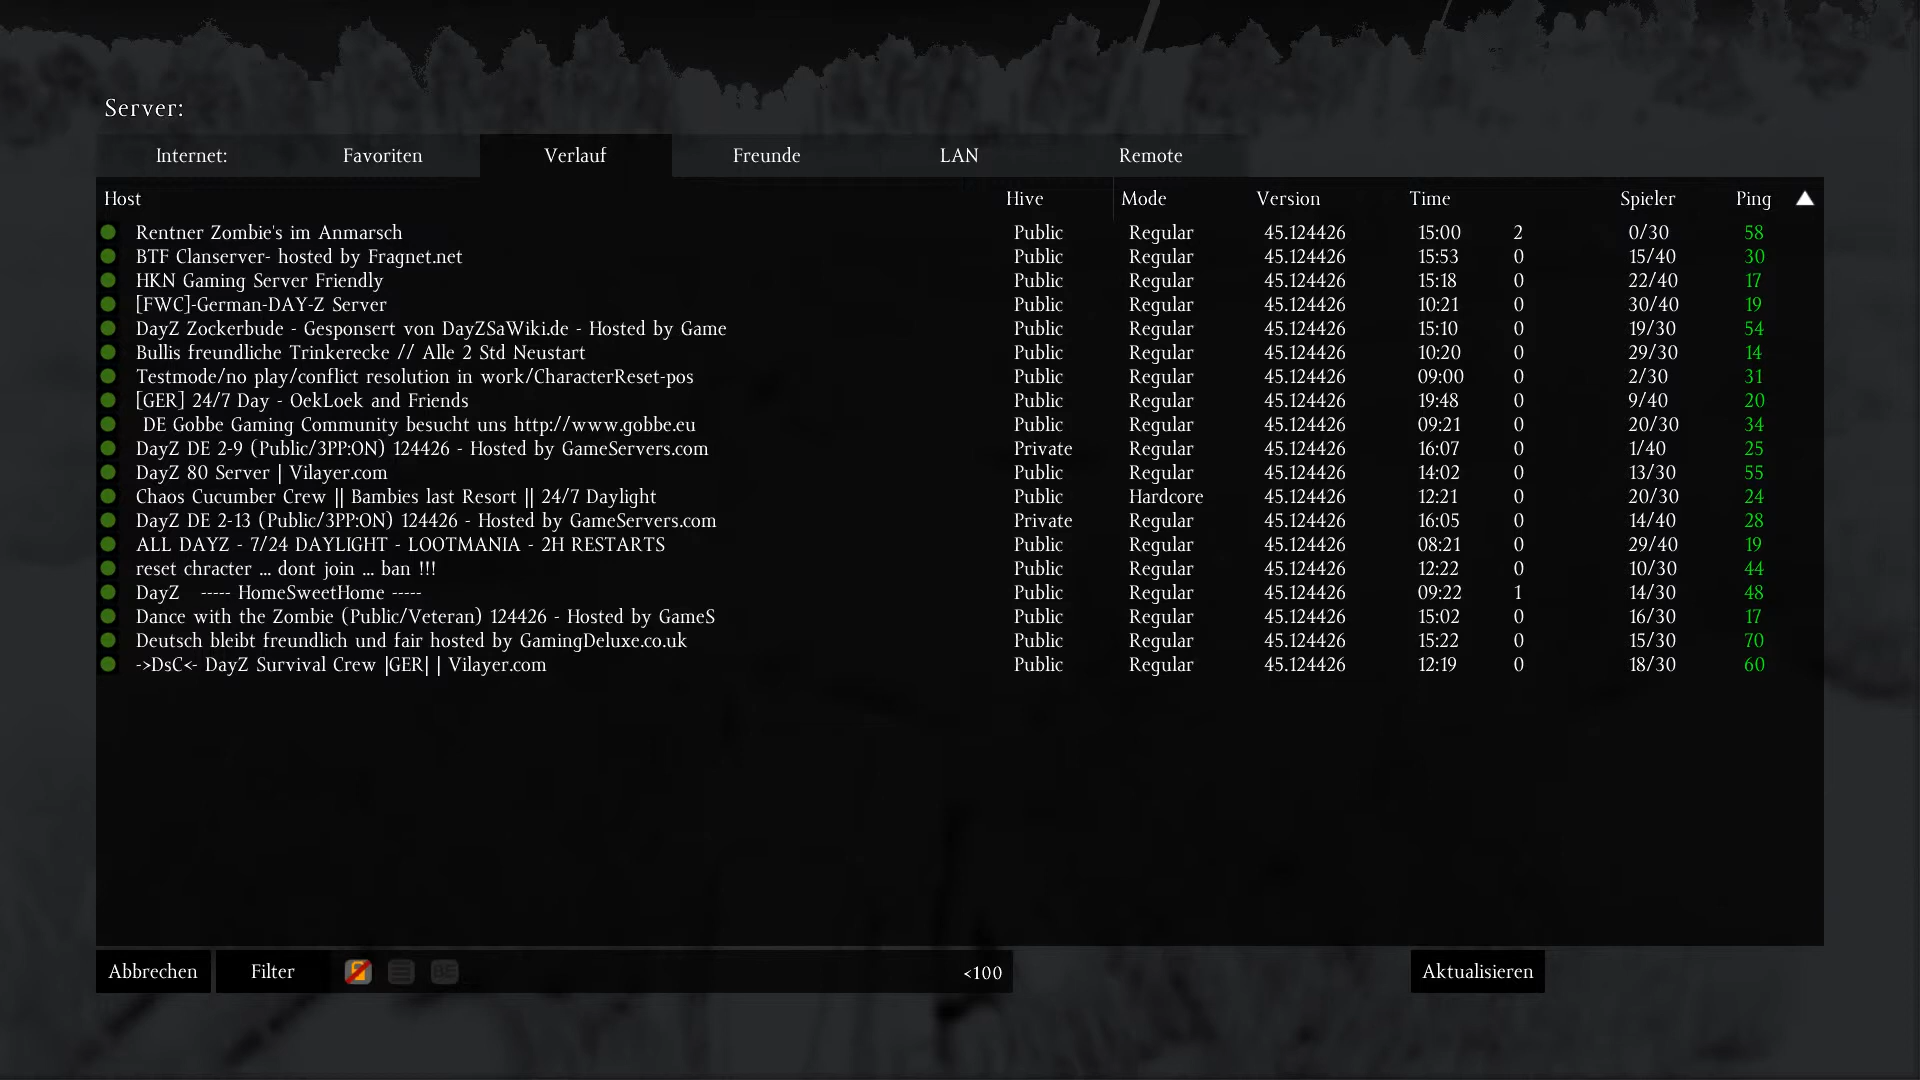 Server:
Internet: Favoriten Verlauf Freunde LAN Remote
Host Hive Mode Version Time Spieler Ping
Rentner Zombie's im Anmarsch Public Regular 45.124426 15:00 2 0/30 58
BTF Clanserver- hosted by Fragnet.net Public Regular 45.124426 15:53 0 15/40 30
HKN Gaming Server Friendly Public Regular 45.124426 15:18 0 22/40 17
[FWC]-German-DAY-Z Server Public Regular 45.124426 10:21 0 30/40 19
DayZ Zockerbude - Gesponsert von DayZSaWiki.de - Hosted by Game Public Regular 45.124426 15:10 0 19/30 54
Bullis freundliche Trinkerecke // Alle 2 Std Neustart Public Regular 45.124426 10:20 0 29/30 14
Testmode/no play/conflict resolution in work/CharacterReset-pos Public Regular 45.124426 09:00 0 2/30 31
[GER] 24/7 Day - OekLoek and Friends Public Regular 45.124426 19:48 0 9/40 20
DE Gobbe Gaming Community besucht uns http://www.gobbe.eu Public Regular 45.124426 09:21 0 20/30 34
DayZ DE 2-9 (Public/3PP:ON) 124426 - Hosted by GameServers.com Private Regular 45.124426 16:07 0 1/40 25
DayZ 80 Server | Vilayer.com Public Regular 45.124426 14:02 0 13/30 55
Chaos Cucumber Crew || Bambies last Resort || 24/7 Daylight Public Hardcore 45.124426 12:21 0 20/30 24
DayZ DE 2-13 (Public/3PP:ON) 124426 - Hosted by GameServers.com Private Regular 45.124426 16:05 0 14/40 28
ALL DAYZ - 7/24 DAYLIGHT - LOOTMANIA - 2H RESTARTS Public Regular 45.124426 08:21 0 29/40 19
reset chracter ... dont join ... ban !!! Public Regular 45.124426 12:22 0 10/30 44
DayZ ----- HomeSweetHome ----- Public Regular 45.124426 09:22 1 14/30 48
Dance with the Zombie (Public/Veteran) 124426 - Hosted by GameS Public Regular 45.124426 15:02 0 16/30 17
Deutsch bleibt freundlich und fair hosted by GamingDeluxe.co.uk Public Regular 45.124426 15:22 0 15/30 70
->DsC<- DayZ Survival Crew |GER| | Vilayer.com Public Regular 45.124426 12:19 0 18/30 60
Abbrechen Filter BE <100 Aktualisieren